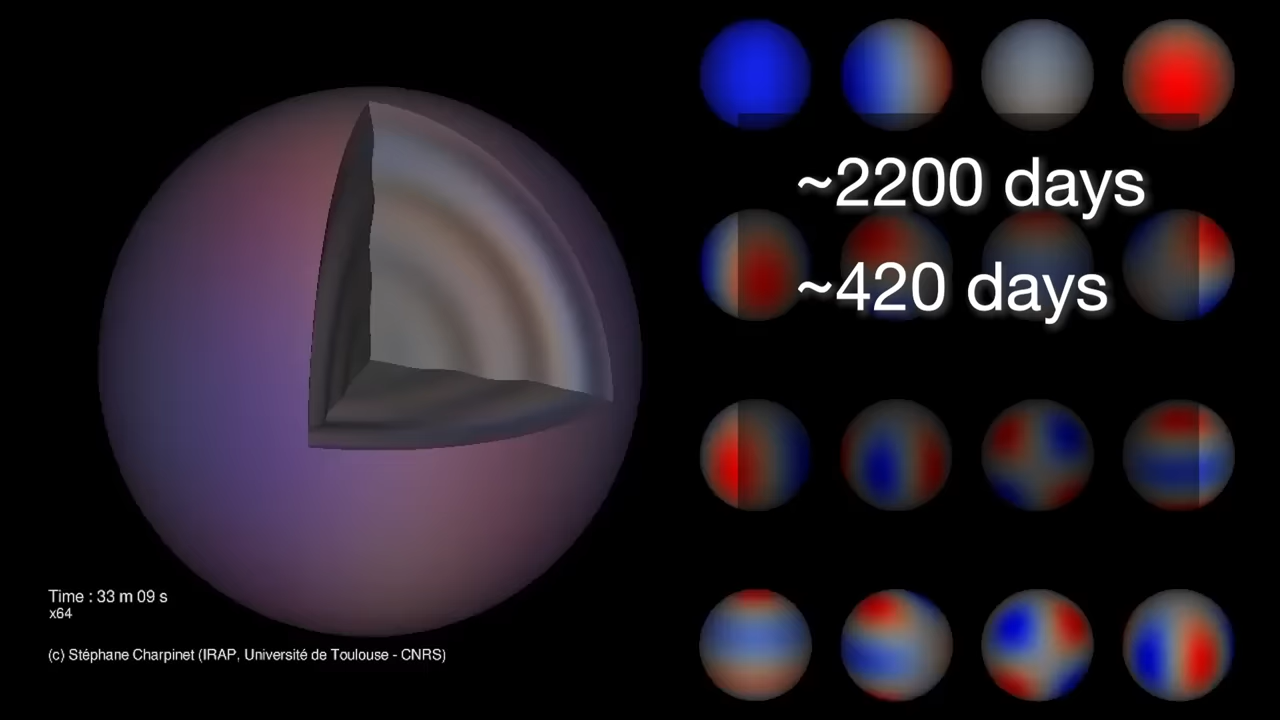 ~2200 days
~420 days
Time : 33 m 09 s
x64
(c) Stéphane Charpinet (IRAP, Université de Toulouse - CNRS)